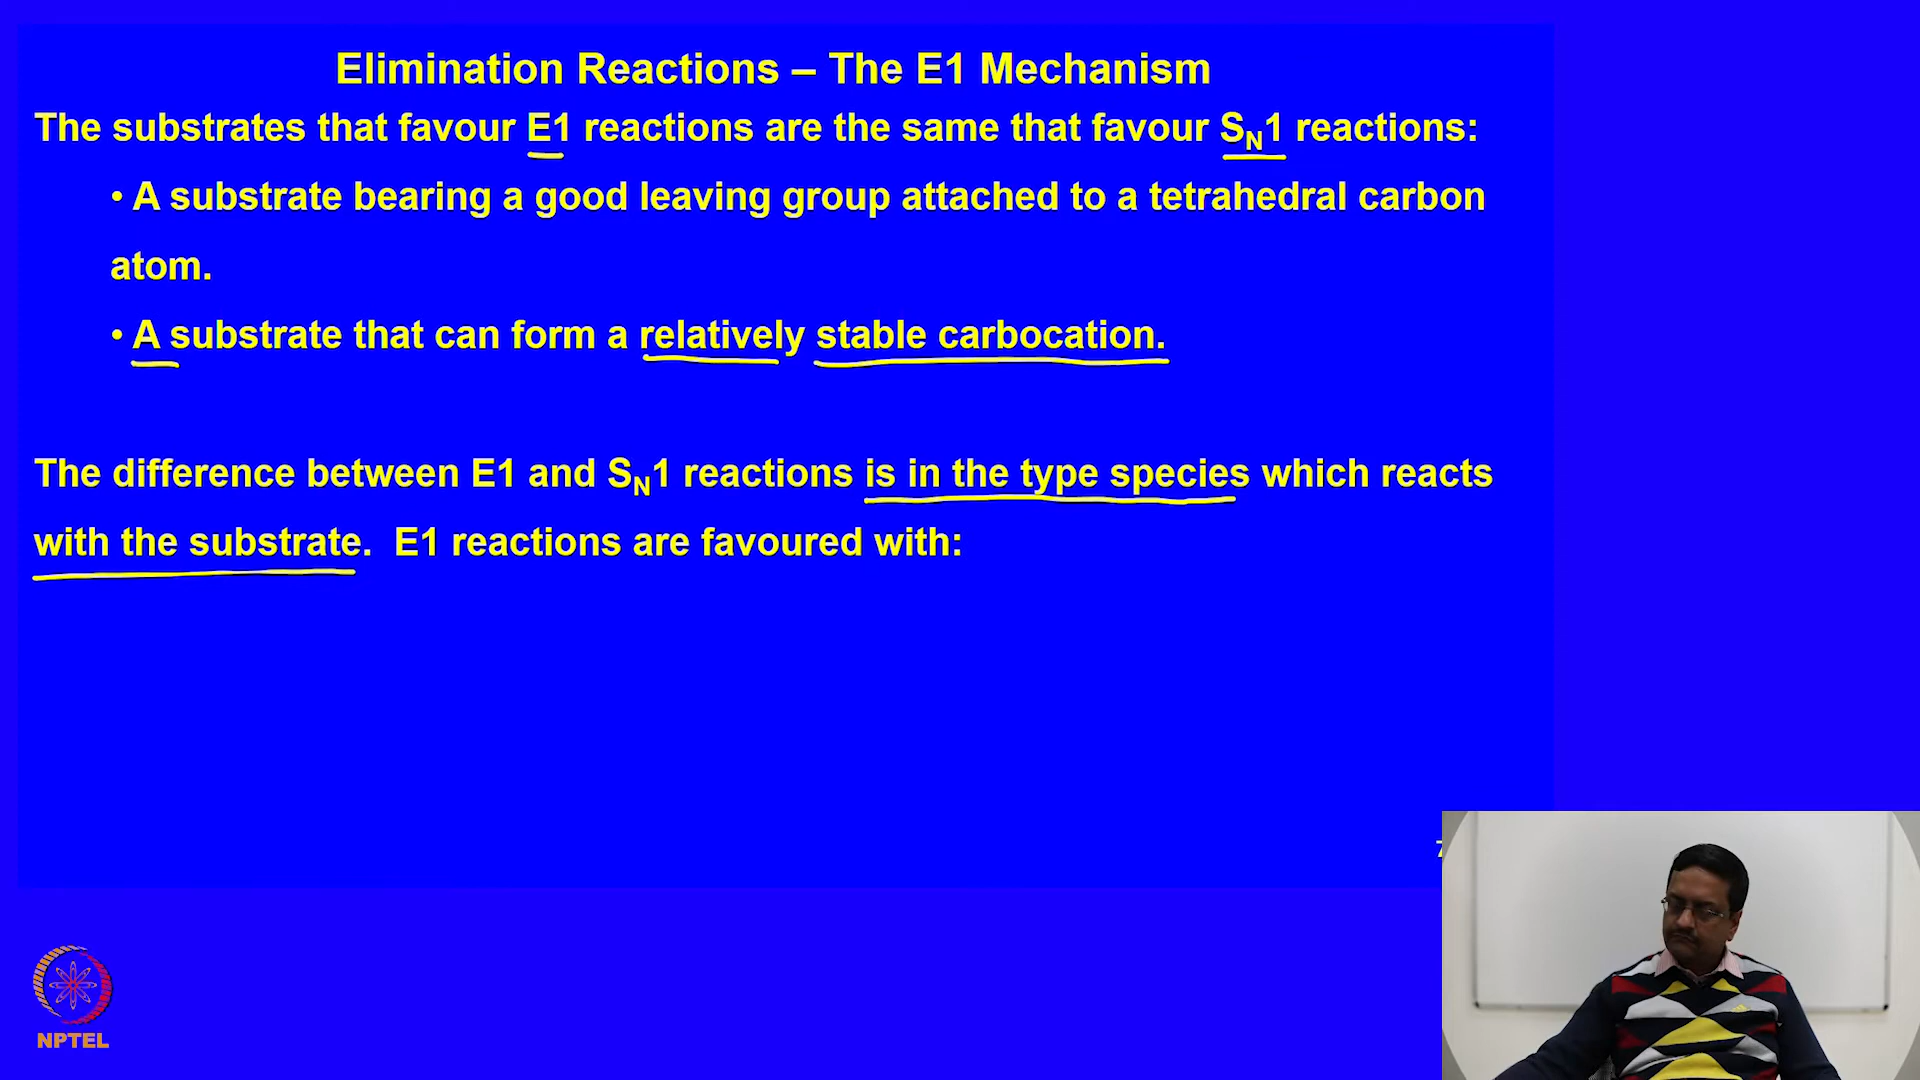 Elimination Reactions – The E1 Mechanism
The substrates that favour E1 reactions are the same that favour SN1 reactions:
• A substrate bearing a good leaving group attached to a tetrahedral carbon
atom.
• A substrate that can form a relatively stable carbocation.
The difference between E1 and SN1 reactions is in the type species which reacts
with the substrate.  E1 reactions are favoured with:
7
NPTEL